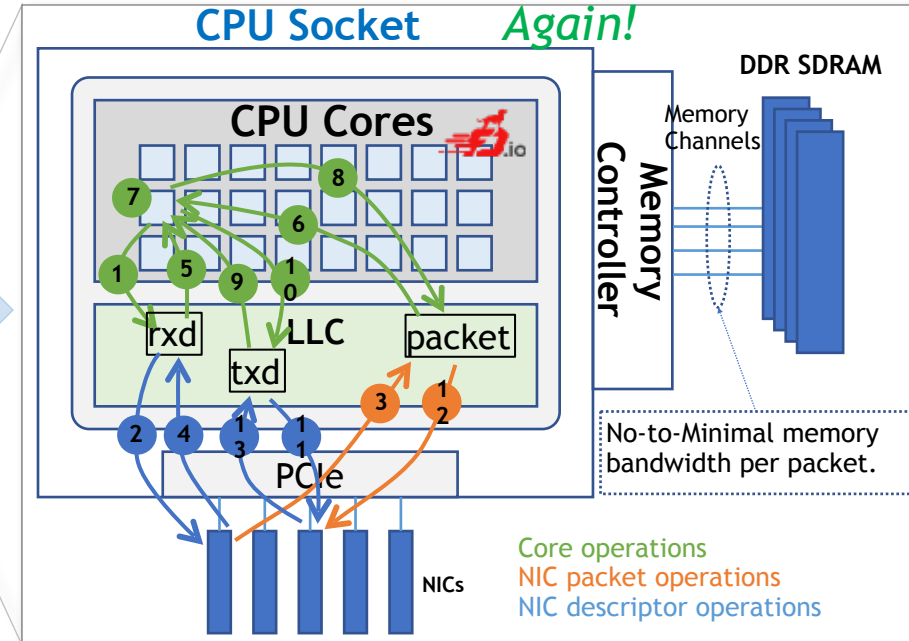 CPU Socket
Again!
DDR SDRAM
CPU Cores
.io
Memory
Channels
Memory
Controller
8
7
6
1
5
9
1
0
rxd
LLC
packet
txd
3
1
2
2
4
1
3
1
1
No-to-Minimal memory
bandwidth per packet.
PCIe
NICs
Core operations
NIC packet operations
NIC descriptor operations